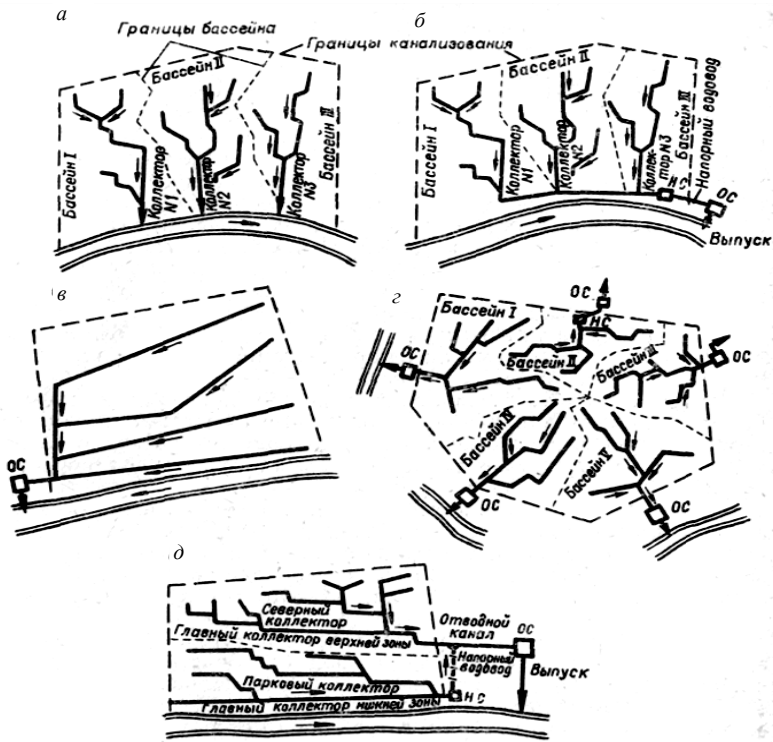 а
Границы бассейна
Границы канализования
Бассейн I
Бассейн II
Бассейн III
Коллектор N1
Коллектор N2
Коллектор N3
б
Бассейн I
Бассейн II
Бассейн III
Коллектор N1
Коллектор N2
Коллек-
тор N3
Напорный водовод
НС
ОС
Выпуск
в
ОС
г
Бассейн I
ОС
НС
Бассейн II
ОС
Бассейн III
ОС
Бассейн IV
ОС
Бассейн V
ОС
д
Северный
коллектор
Главный коллектор верхней зоны
Отводной
канал
ОС
Напорный
водовод
Выпуск
Парковый коллектор
НС
Главный коллектор нижней зоны